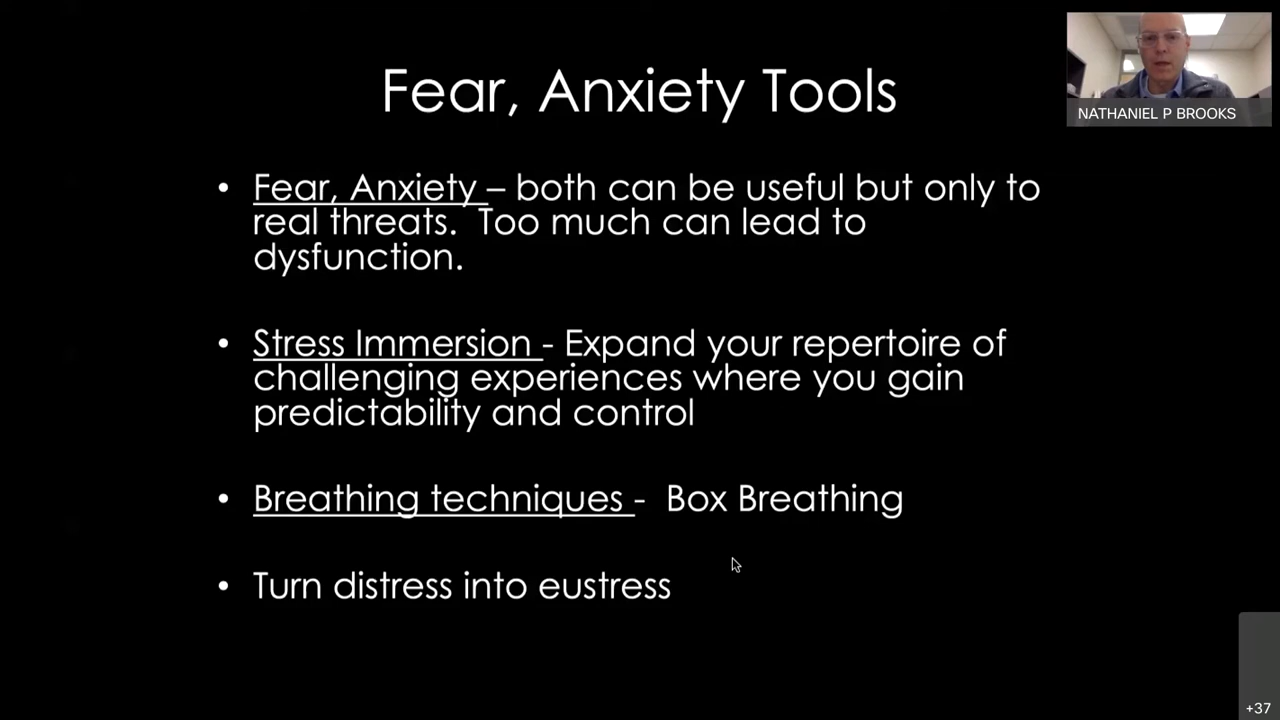 Fear, Anxiety Tools
NATHANIEL P BROOKS
• Fear, Anxiety – both can be useful but only to
real threats.  Too much can lead to
dysfunction.
• Stress Immersion - Expand your repertoire of
challenging experiences where you gain
predictability and control
• Breathing techniques -  Box Breathing
• Turn distress into eustress
+37